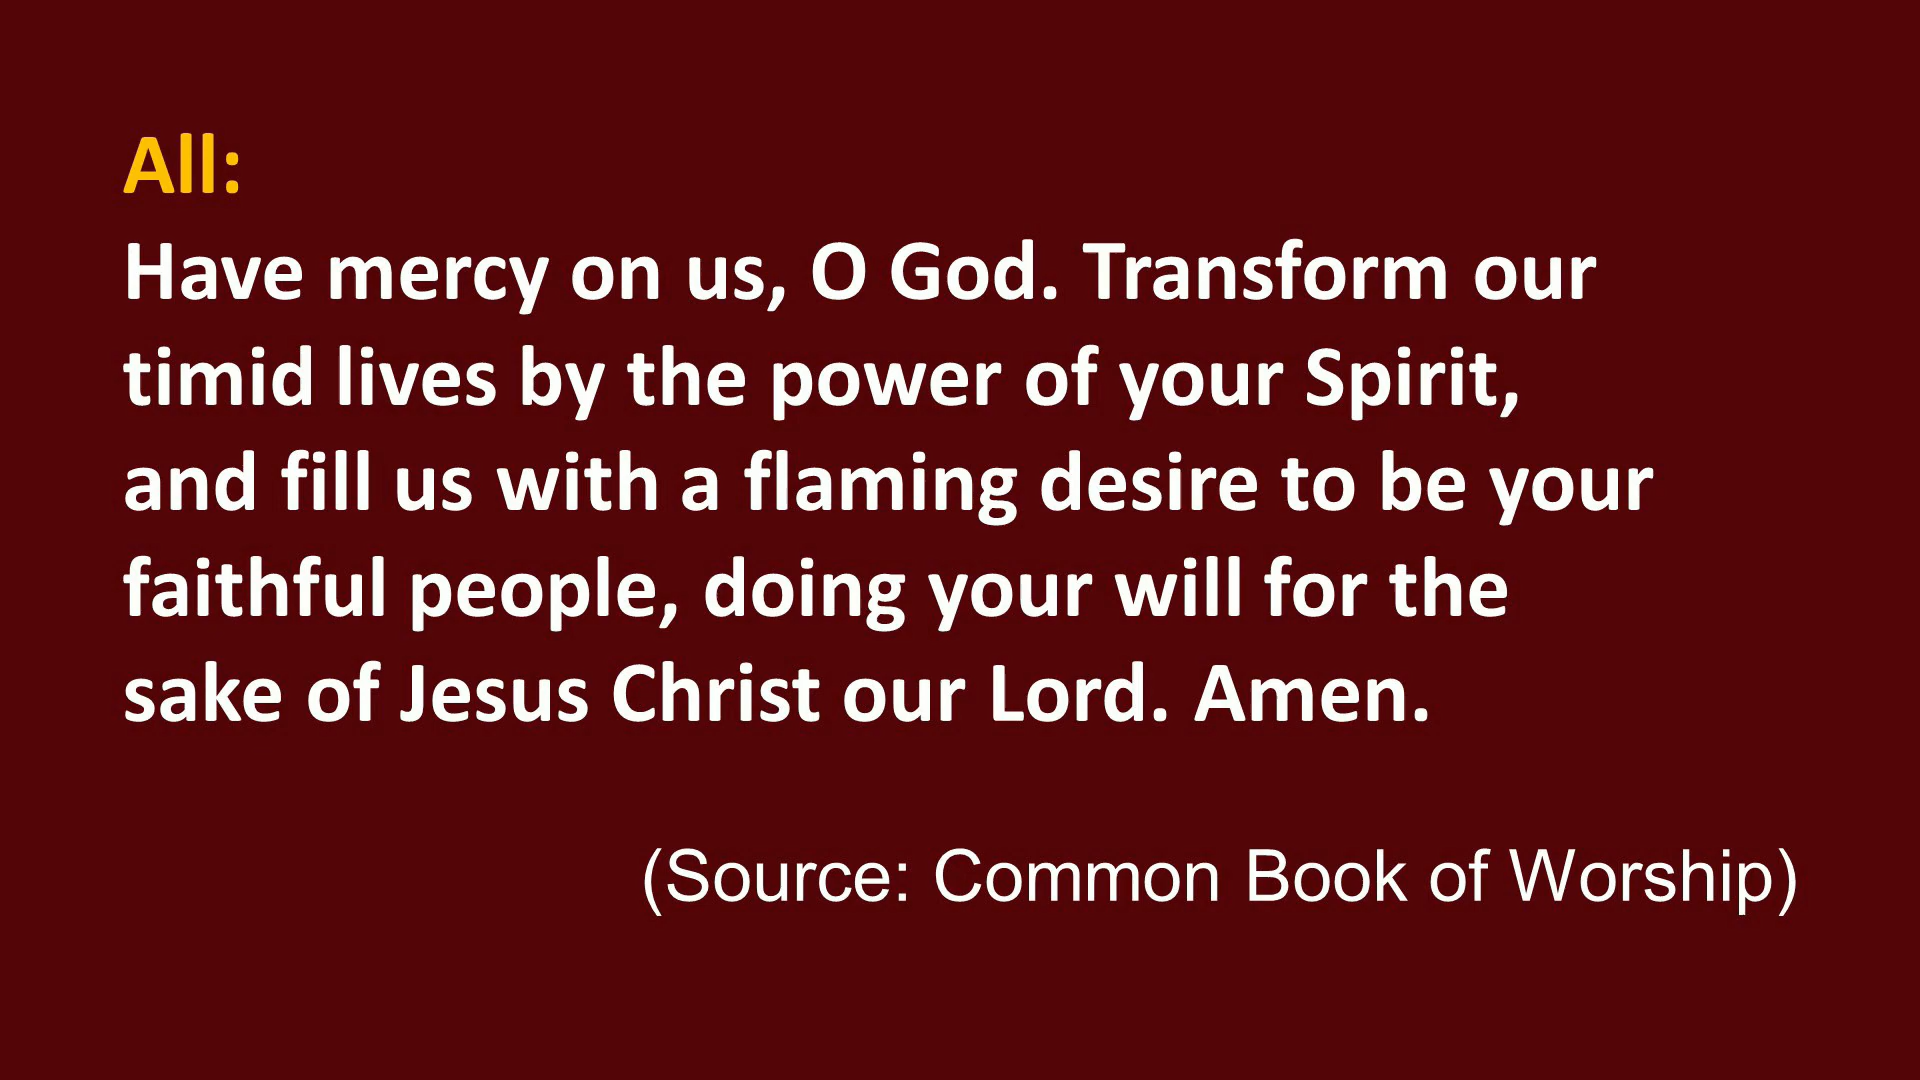 All:
Have mercy on us, O God. Transform our
timid lives by the power of your Spirit,
and fill us with a flaming desire to be your
faithful people, doing your will for the
sake of Jesus Christ our Lord. Amen.
(Source: Common Book of Worship)